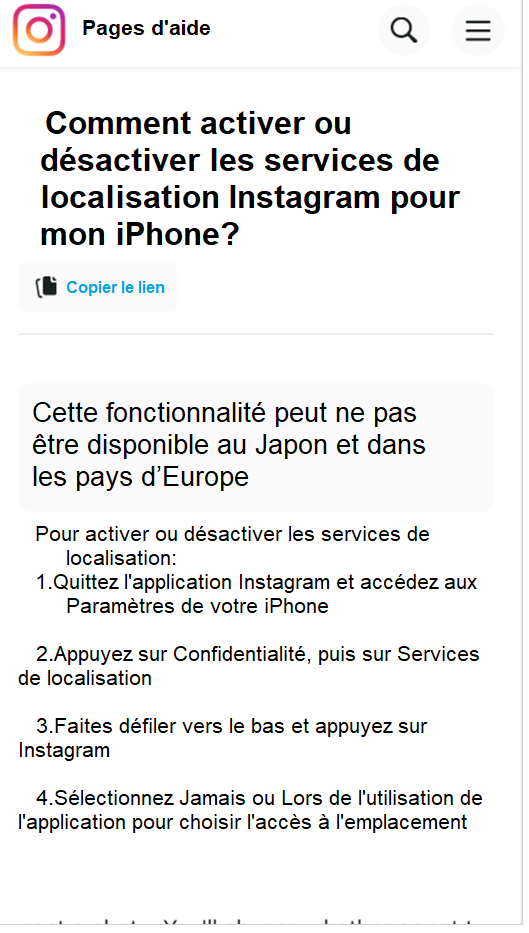 Pages d'aide
Comment activer ou
désactiver les services de
localisation Instagram pour
mon iPhone?
Copier le lien
Cette fonctionnalité peut ne pas
être disponible au Japon et dans
les pays d’Europe
Pour activer ou désactiver les services de
localisation:
1.Quittez l'application Instagram et accédez aux
Paramètres de votre iPhone
2.Appuyez sur Confidentialité, puis sur Services
de localisation
3.Faites défiler vers le bas et appuyez sur
Instagram
4.Sélectionnez Jamais ou Lors de l'utilisation de
l'application pour choisir l'accès à l'emplacement